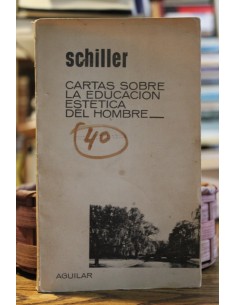 schiller
CARTAS SOBRE
LA EDUCACION
ESTETICA
DEL HOMBRE
40
AGUILAR